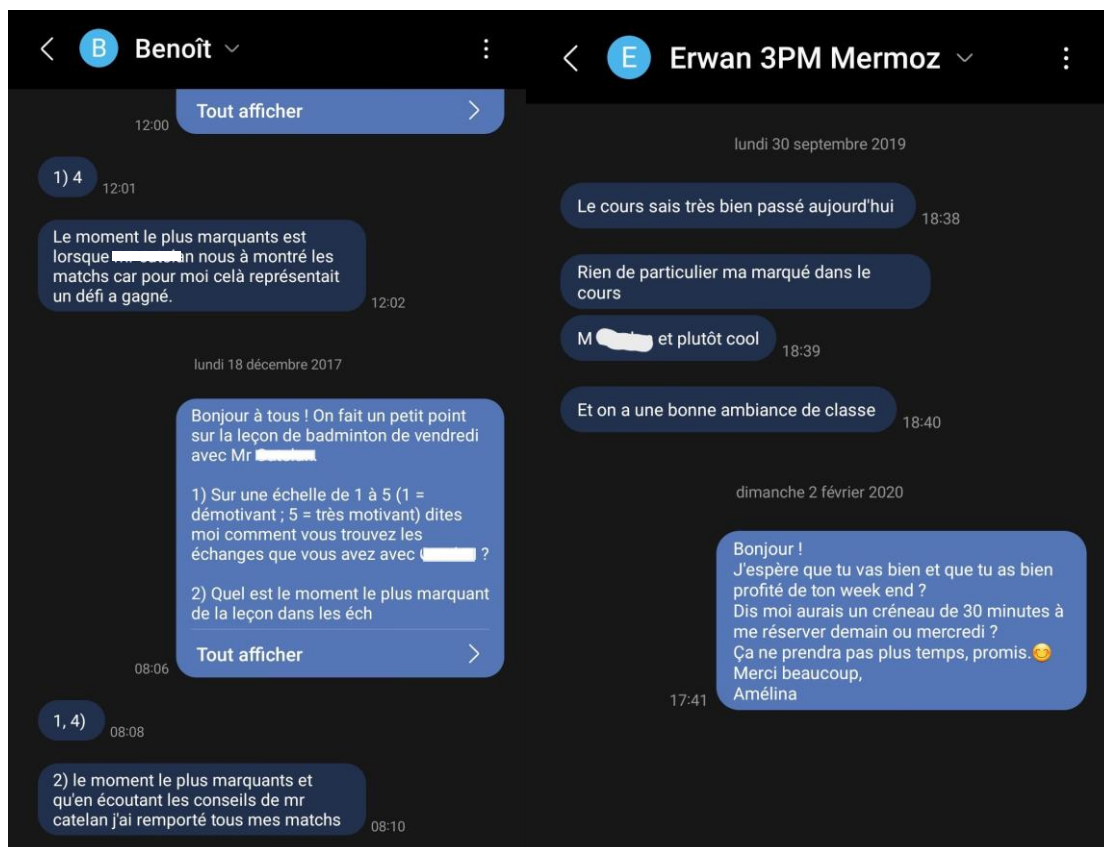 B Benoît
Tout afficher
12:00
1) 4
12:01
Le moment le plus marquants est
lorsque nous à montré les
matchs car pour moi celà représentait
un défi a gagné.
12:02
lundi 18 décembre 2017
Bonjour à tous ! On fait un petit point
sur la leçon de badminton de vendredi
avec Mr
1) Sur une échelle de 1 à 5 (1 =
démotivant ; 5 = très motivant) dites
moi comment vous trouvez les
échanges que vous avez avec ?
2) Quel est le moment le plus marquant
de la leçon dans les éch
Tout afficher
08:06
1, 4)
08:08
2) le moment le plus marquants et
qu'en écoutant les conseils de mr
catelan j'ai remporté tous mes matchs
08:10
E Erwan 3PM Mermoz
lundi 30 septembre 2019
Le cours sais très bien passé aujourd'hui
18:38
Rien de particulier ma marqué dans le
cours
M et plutôt cool
18:39
Et on a une bonne ambiance de classe
18:40
dimanche 2 février 2020
Bonjour !
J'espère que tu vas bien et que tu as bien
profité de ton week end ?
Dis moi aurais un créneau de 30 minutes à
me réserver demain ou mercredi ?
Ça ne prendra pas plus temps, promis.😊
Merci beaucoup,
Amélina
17:41